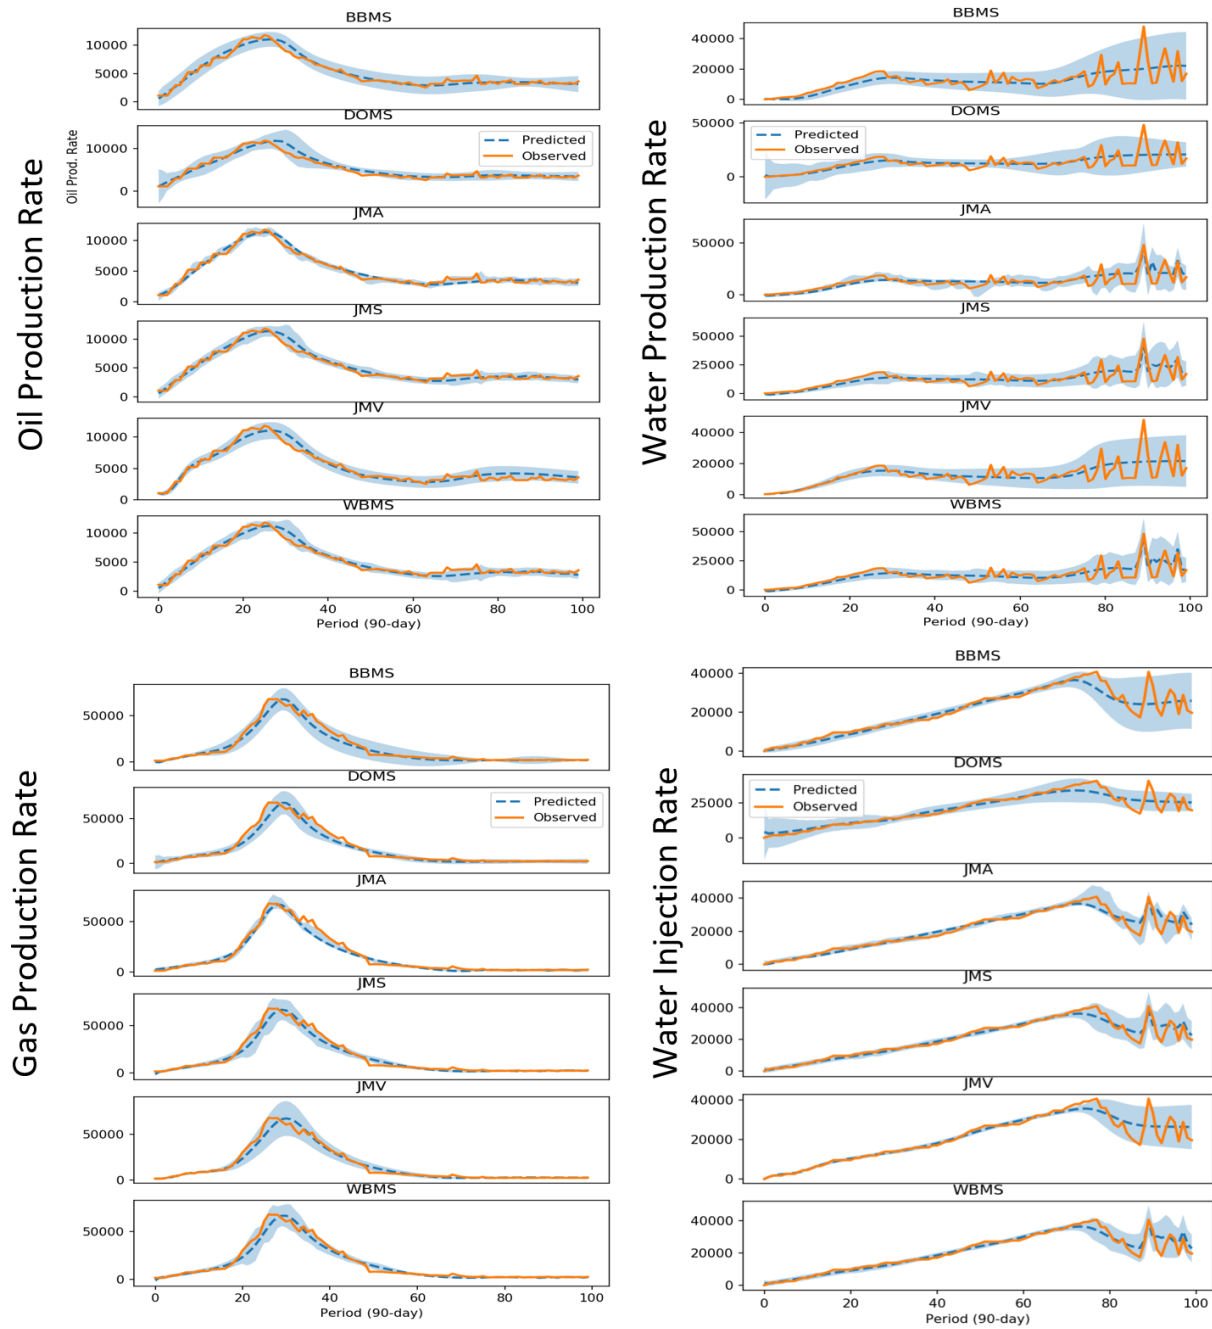 Oil Production Rate
BBMS
10000
5000
0
DOMS
Oil Prod. Rate
10000
0
Predicted
Observed
JMA
10000
5000
0
JMS
10000
5000
0
JMV
10000
5000
0
WBMS
10000
5000
0
0 20 40 60 80 100
Period (90-day)
Water Production Rate
BBMS
40000
20000
0
DOMS
50000
0
Predicted
Observed
JMA
50000
0
JMS
50000
25000
0
JMV
40000
20000
0
WBMS
50000
25000
0
0 20 40 60 80 100
Period (90-day)
Gas Production Rate
BBMS
50000
0
DOMS
50000
0
Predicted
Observed
JMA
50000
0
JMS
50000
0
JMV
50000
0
WBMS
50000
0
0 20 40 60 80 100
Period (90-day)
Water Injection Rate
BBMS
40000
20000
0
DOMS
25000
0
Predicted
Observed
JMA
40000
20000
0
JMS
40000
20000
0
JMV
40000
20000
0
WBMS
40000
20000
0
0 20 40 60 80 100
Period (90-day)